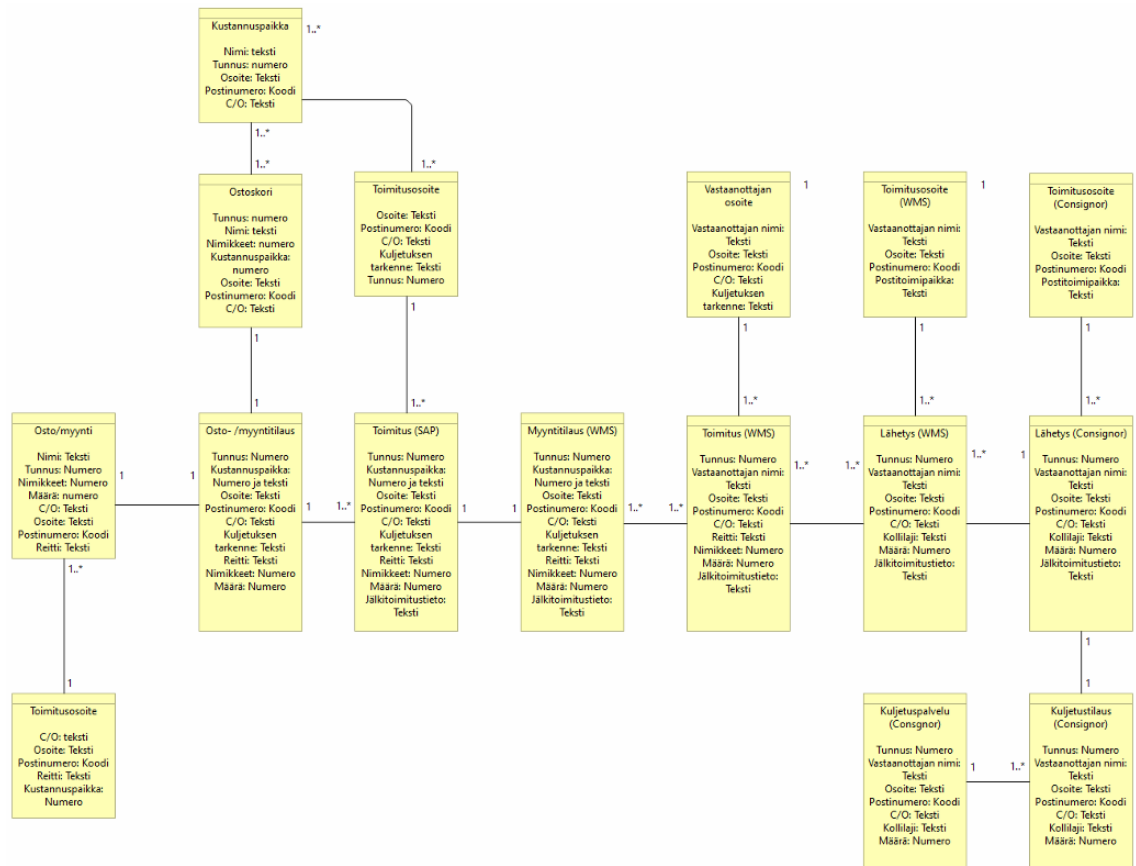 Kustannuspaikka
Nimi: teksti
Tunnus: numero
Osoite: Teksti
Postinumero: Koodi
C/O: Teksti
1..*
1..*
1..*
1..*
Ostoskori
Tunnus: numero
Nimi: teksti
Nimikkeet: numero
Kustannuspaikka:
numero
Osoite: Teksti
Postinumero: Koodi
C/O: Teksti
1
1
Toimitusosoite
Osoite: Teksti
Postinumero: Koodi
C/O: Teksti
Kuljetuksen
tarkenne: Teksti
Tunnus: Numero
1
1..*
Vastaanottajan
osoite
Vastaanottajan nimi:
Teksti
Osoite: Teksti
Postinumero: Koodi
C/O: Teksti
Kuljetuksen
tarkenne: Teksti
1
1
1..*
Toimitusosoite
(WMS)
Vastaanottajan nimi:
Teksti
Osoite: Teksti
Postinumero: Koodi
Postitoimipaikka:
Teksti
1
1
1..*
Toimitusosoite
(Consignor)
Vastaanottajan nimi:
Teksti
Osoite: Teksti
Postinumero: Koodi
Postitoimipaikka:
Teksti
1
1..*
Osto/myynti
Nimi: Teksti
Tunnus: Numero
Nimikkeet: Numero
Määrä: numero
C/O: Teksti
Osoite: Teksti
Postinumero: Koodi
Reitti: Teksti
1
1
1..*
1
Osto- /myyntitilaus
Tunnus: Numero
Kustannuspaikka:
Numero ja teksti
Osoite: Teksti
Postinumero: Koodi
C/O: Teksti
Kuljetuksen
tarkenne: Teksti
Reitti: Teksti
Nimikkeet: Numero
Määrä: Numero
1
1..*
Toimitus (SAP)
Tunnus: Numero
Kustannuspaikka:
Numero ja teksti
Osoite: Teksti
Postinumero: Koodi
C/O: Teksti
Kuljetuksen
tarkenne: Teksti
Reitti: Teksti
Nimikkeet: Numero
Määrä: Numero
Jälkitoimitustieto:
Teksti
1
1
Myyntitilaus (WMS)
Tunnus: Numero
Kustannuspaikka:
Numero ja teksti
Osoite: Teksti
Postinumero: Koodi
C/O: Teksti
Kuljetuksen
tarkenne: Teksti
Reitti: Teksti
Nimikkeet: Numero
Määrä: Numero
Jälkitoimitustieto:
Teksti
1..*
1..*
Toimitus (WMS)
Tunnus: Numero
Vastaanottajan nimi:
Teksti
Osoite: Teksti
Postinumero: Koodi
C/O: Teksti
Reitti: Teksti
Nimikkeet: Numero
Määrä: Numero
Jälkitoimitustieto:
Teksti
1..*
1..*
Lähetys (WMS)
Tunnus: Numero
Vastaanottajan nimi:
Teksti
Osoite: Teksti
Postinumero: Koodi
C/O: Teksti
Kollilaji: Teksti
Määrä: Numero
Jälkitoimitustieto:
Teksti
1..*
1
Lähetys (Consignor)
Tunnus: Numero
Vastaanottajan nimi:
Teksti
Osoite: Teksti
Postinumero: Koodi
C/O: Teksti
Kollilaji: Teksti
Määrä: Numero
Jälkitoimitustieto:
Teksti
1
1
Toimitusosoite
C/O: teksti
Osoite: Teksti
Postinumero: Koodi
Reitti: Teksti
Kustannuspaikka:
Numero
Kuljetuspalvelu
(Consgnor)
Tunnus: Numero
Vastaanottajan nimi:
Teksti
Osoite: Teksti
Postinumero: Koodi
C/O: Teksti
Kollilaji: Teksti
Määrä: Numero
1
1..*
Kuljetustilaus
(Consignor)
Tunnus: Numero
Vastaanottajan nimi:
Teksti
Osoite: Teksti
Postinumero: Koodi
C/O: Teksti
Kollilaji: Teksti
Määrä: Numero